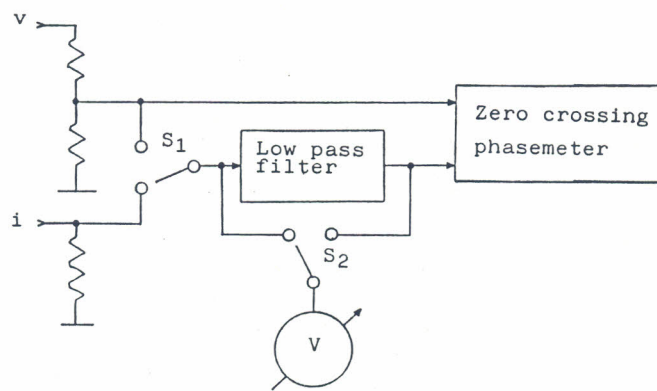 v
Zero crossing
phasemeter
S1
Low pass
filter
i
S2
V